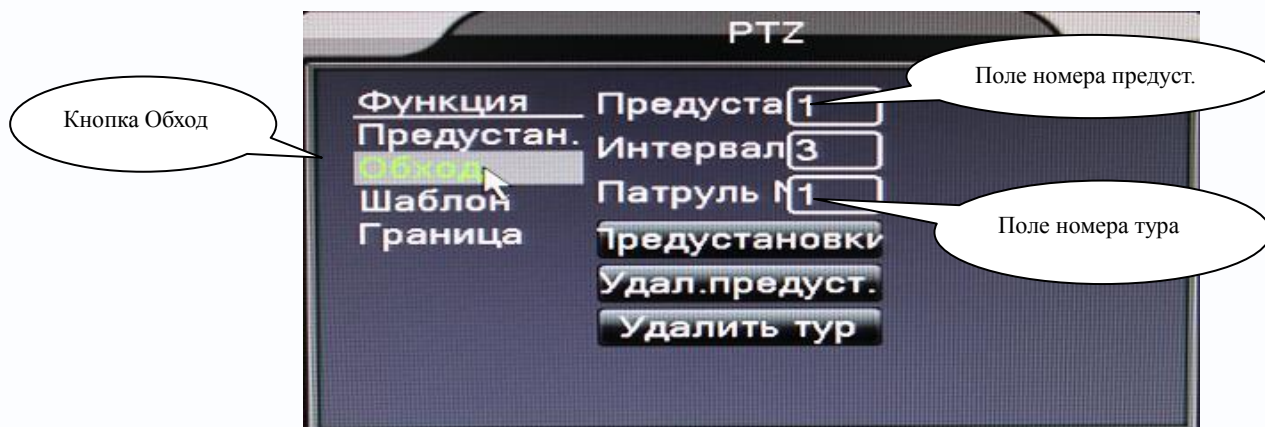 PTZ
Поле номера предуст.
Кнопка Обход
Функция
Предуста 1
Предустан.
Интервал 3
Обход
Патруль 1
Шаблон
Поле номера тура
Граница
Предустановки
Удал.предуст.
Удалить тур